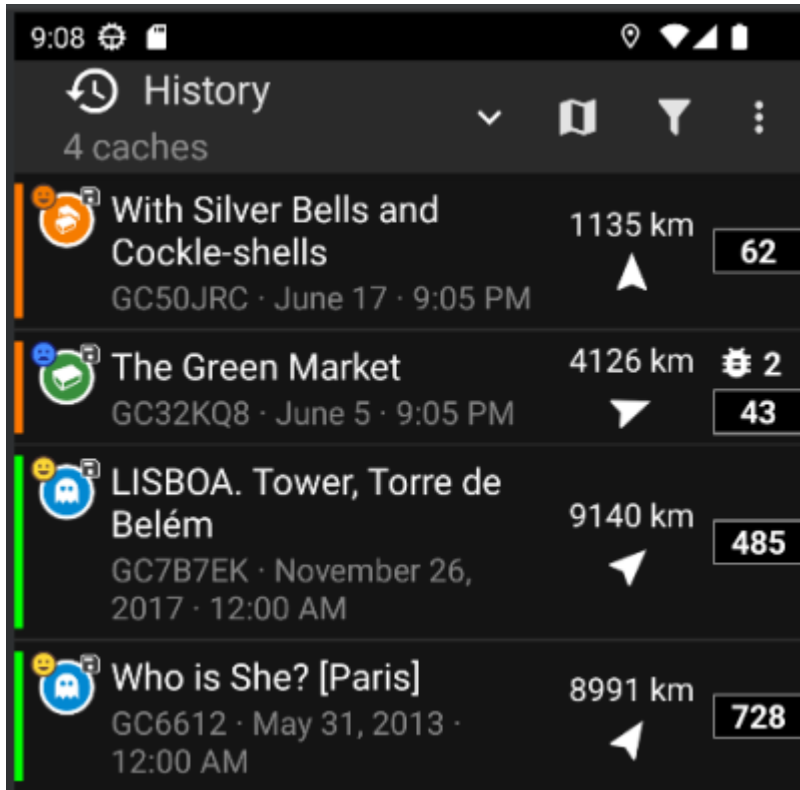 9:08
History
4 caches
With Silver Bells and
Cockle-shells
GC50JRC · June 17 · 9:05 PM
1135 km
62
The Green Market
GC32KQ8 · June 5 · 9:05 PM
4126 km
2
43
LISBOA. Tower, Torre de
Belém
GC7B7EK · November 26,
2017 · 12:00 AM
9140 km
485
Who is She? [Paris]
GC6612 · May 31, 2013 ·
12:00 AM
8991 km
728